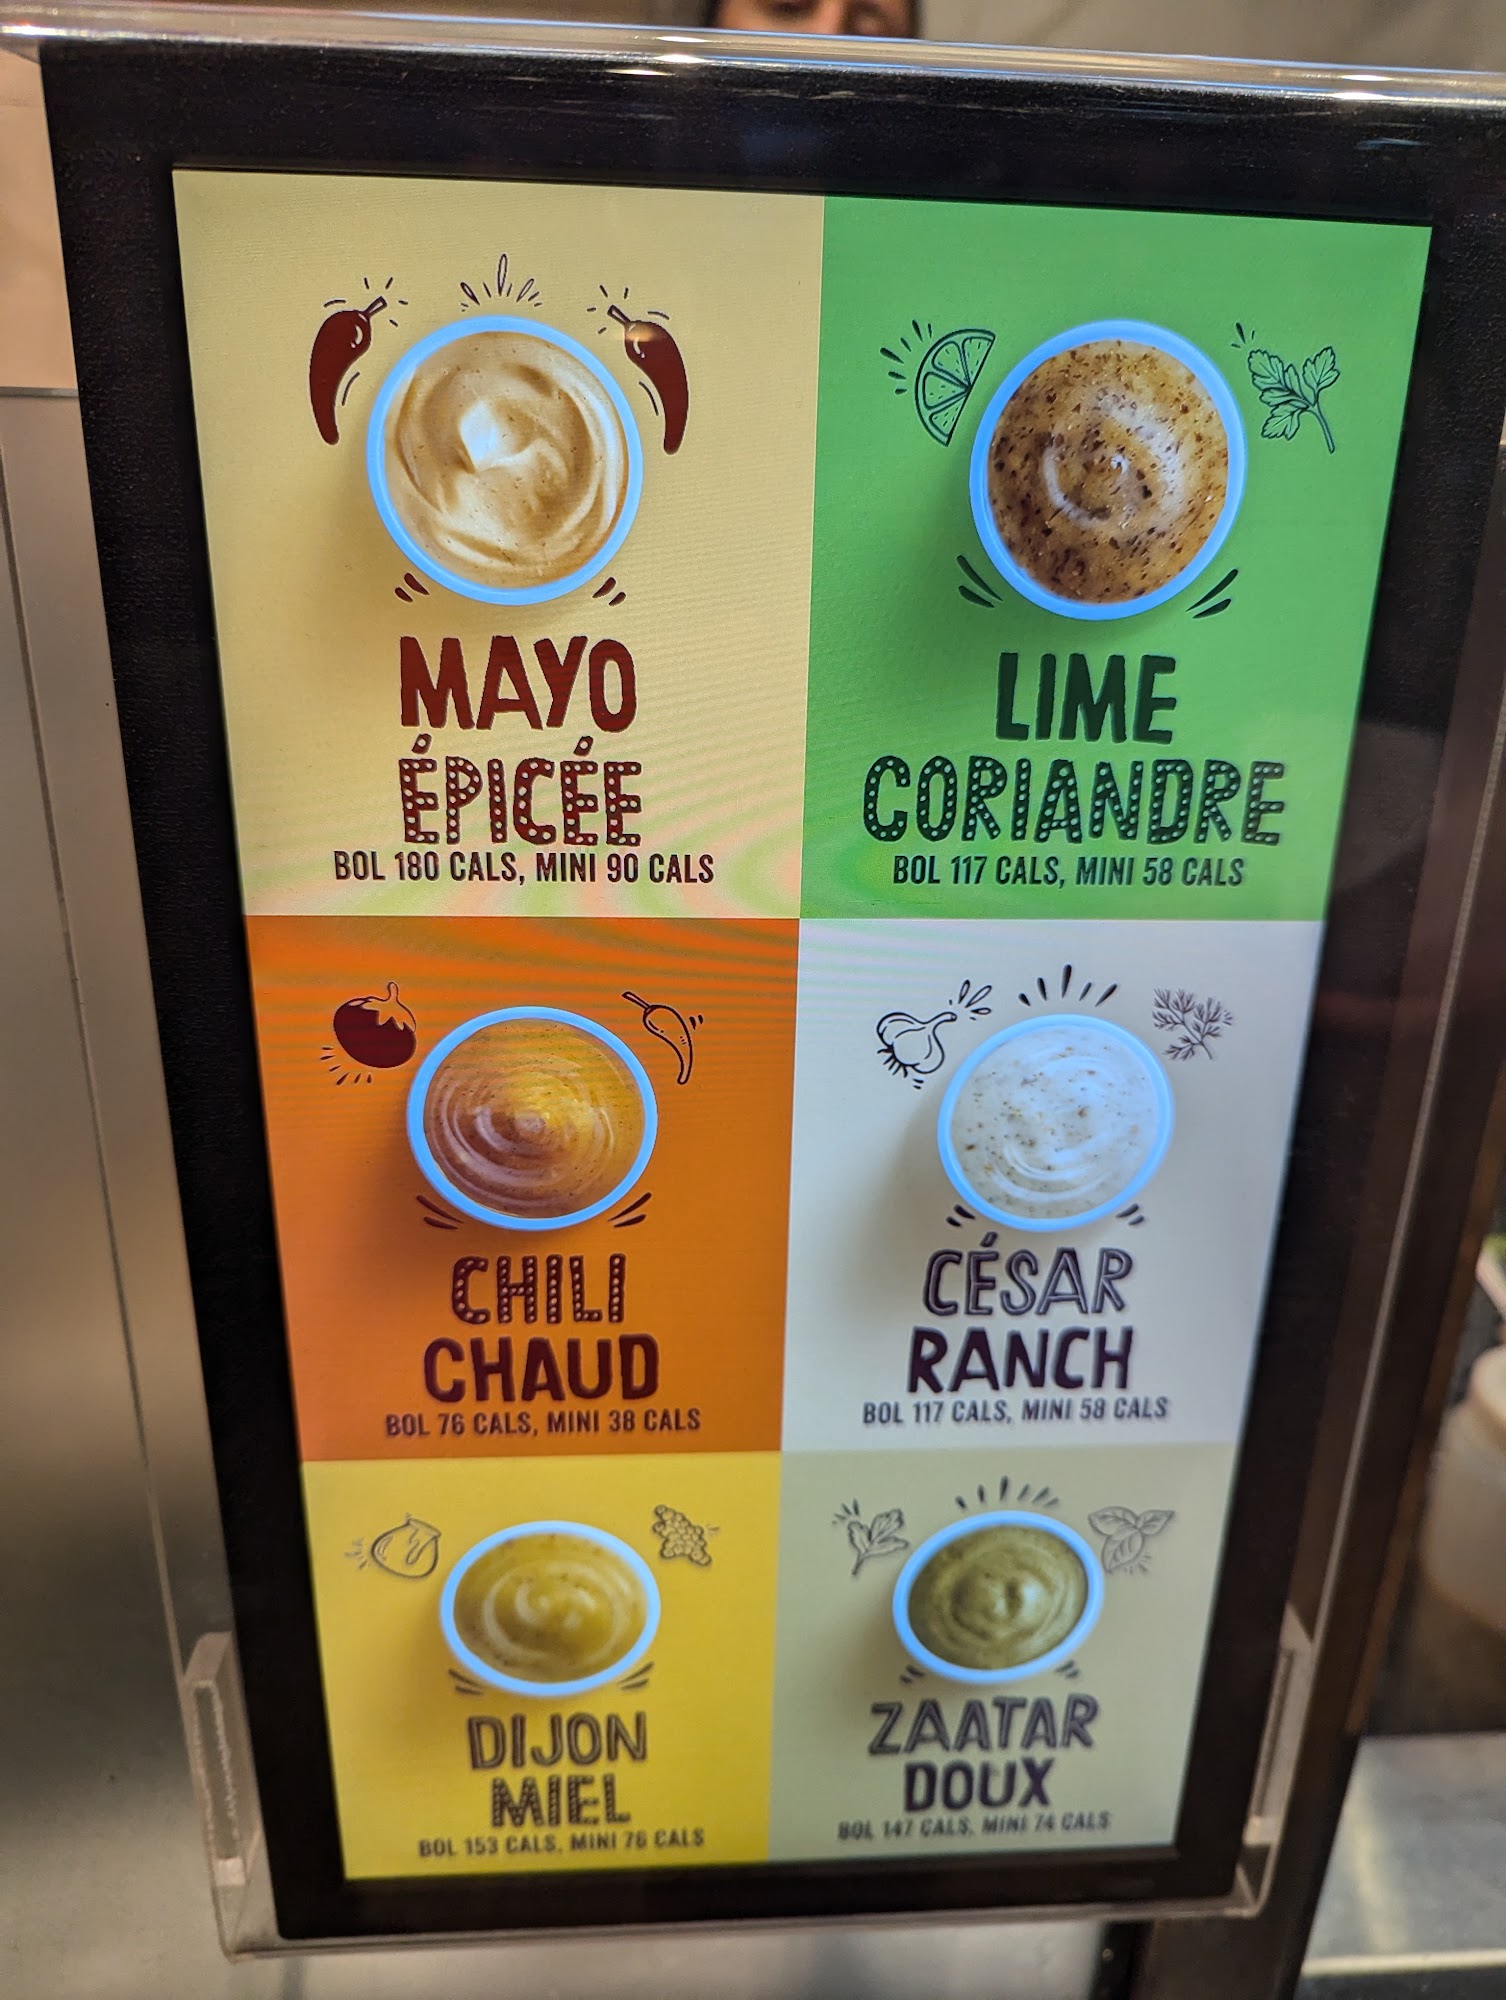 MAYO
ÉPICÉE
BOL 180 CALS, MINI 90 CALS
LIME
CORIANDRE
BOL 117 CALS, MINI 58 CALS
CHILI
CHAUD
BOL 76 CALS, MINI 38 CALS
CÉSAR
RANCH
BOL 117 CALS, MINI 58 CALS
DIJON
MIEL
BOL 153 CALS, MINI 76 CALS
ZAATAR
DOUX
BOL 147 CALS, MINI 74 CALS